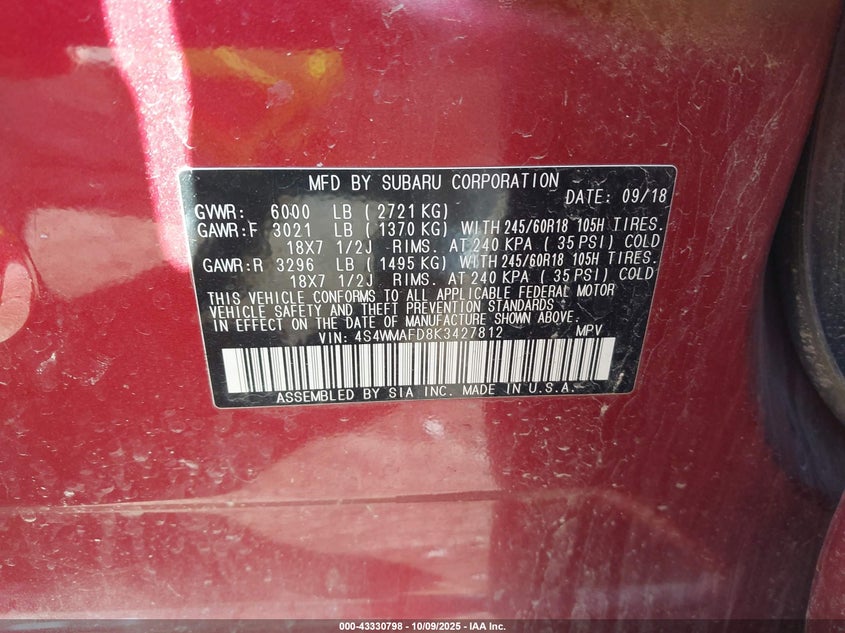 MFD BY SUBARU CORPORATION
DATE: 09/18
GVWR: 6000 LB ( 2721 KG)
GAWR:F 3021 LB ( 1370 KG) WITH 245/60R18 105H TIRES.
18X7 1/2J RIMS. AT 240 KPA ( 35 PSI) COLD
GAWR:R 3296 LB ( 1495 KG) WITH 245/60R18 105H TIRES.
18X7 1/2J RIMS. AT 240 KPA ( 35 PSI) COLD
THIS VEHICLE CONFORMS TO ALL APPLICABLE FEDERAL MOTOR
VEHICLE SAFETY AND THEFT PREVENTION STANDARDS
IN EFFECT ON THE DATE OF MANUFACTURE SHOWN ABOVE.
VIN: 4S4WMAFD8K3427812 MPV
ASSEMBLED BY SIA INC. MADE IN U.S.A.
000-43330798 - 10/09/2025 - IAA Inc.